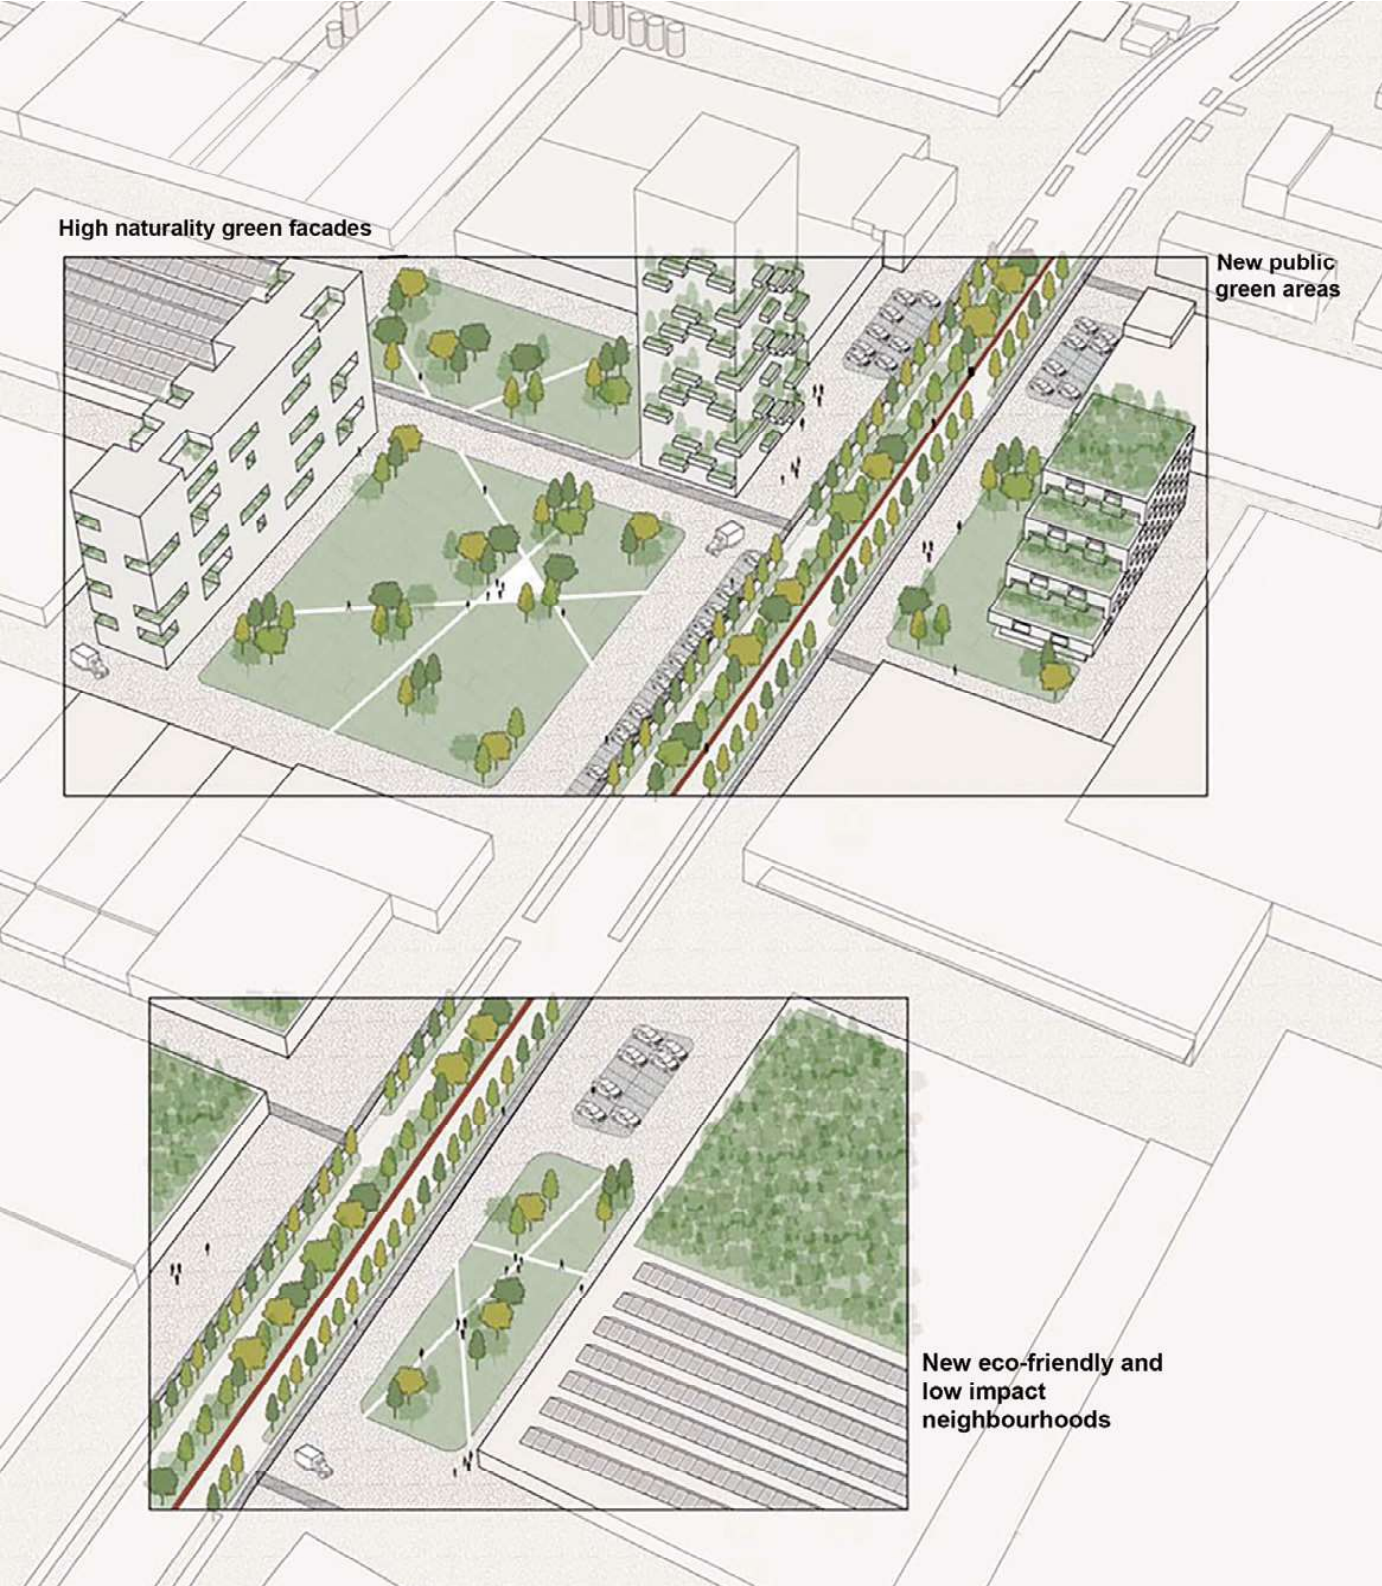 High naturality green facades
New public
green areas
New eco-friendly and
low impact
neighbourhoods